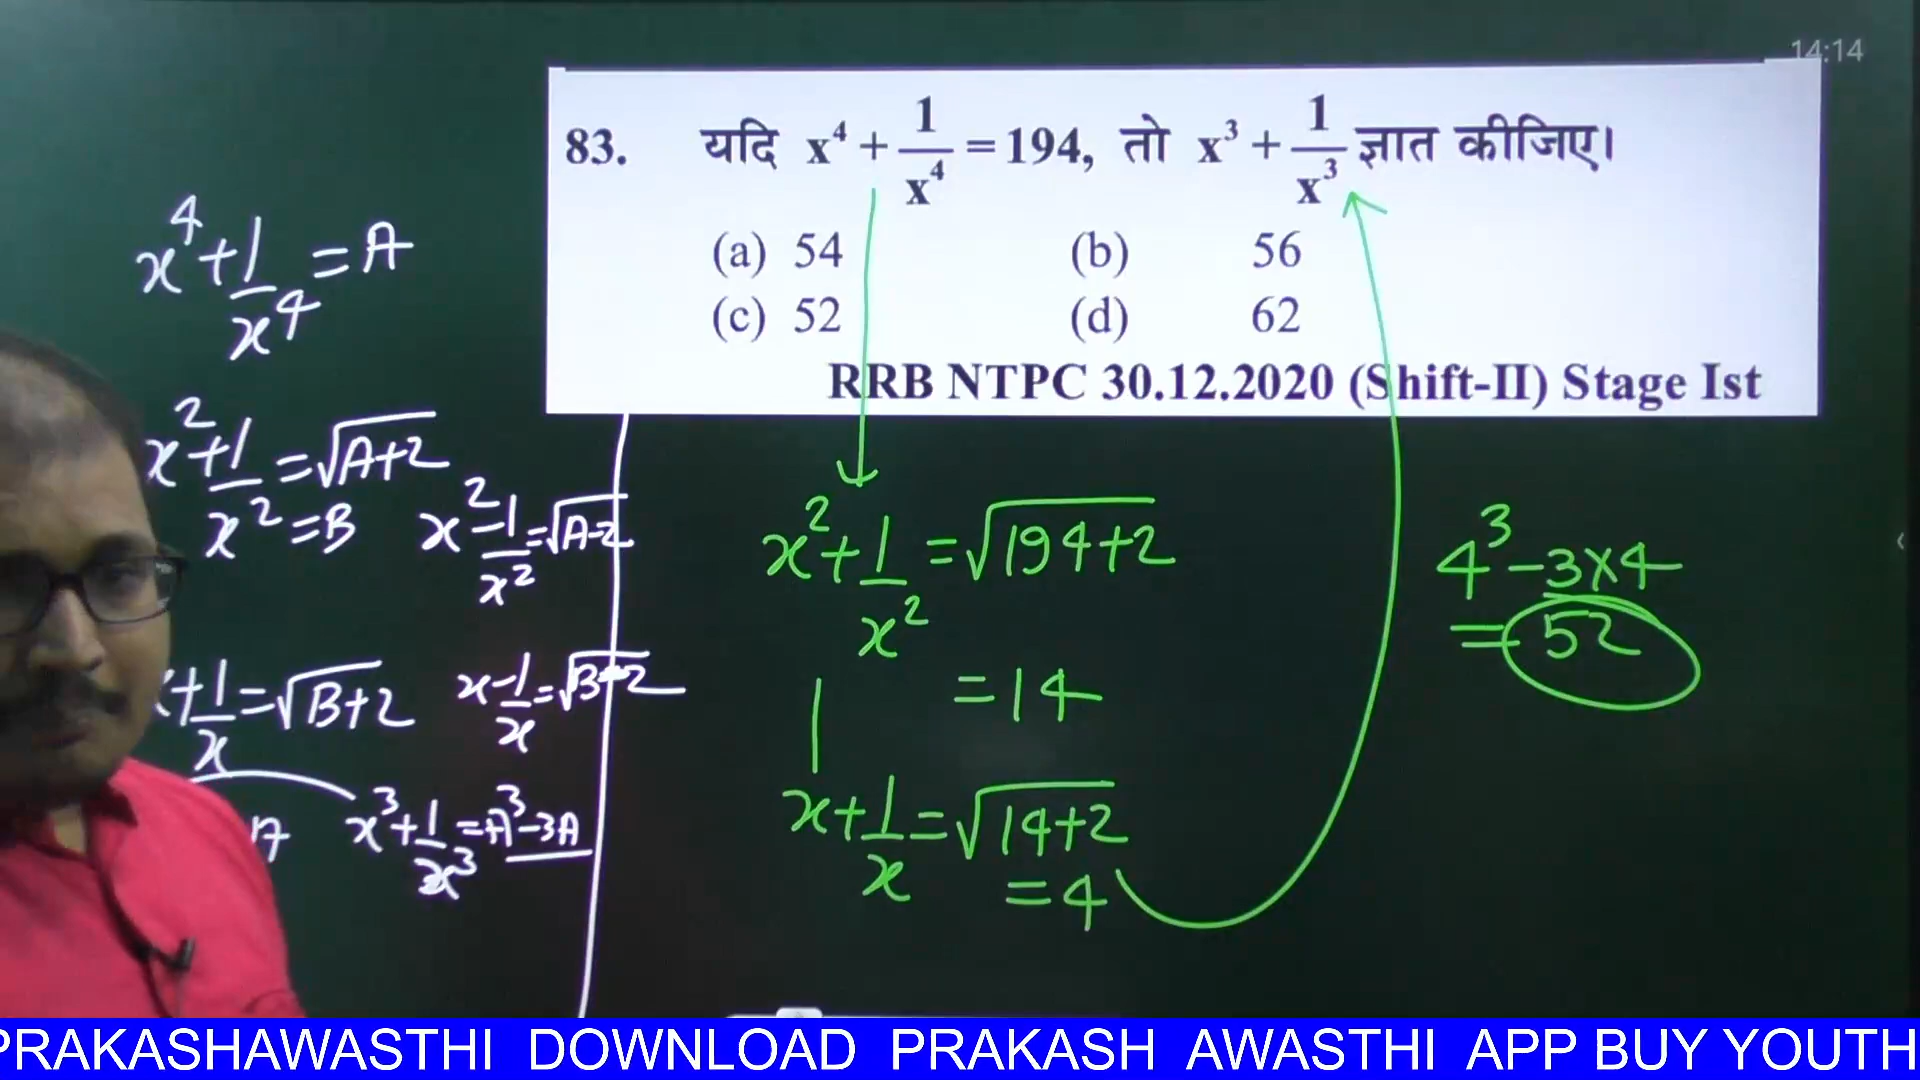 14:14
83. यदि x⁴ + 1/x⁴ = 194, तो x³ + 1/x³ ज्ञात कीजिए।
(a) 54 (b) 56
(c) 52 (d) 62
RRB NTPC 30.12.2020 (Shift-II) Stage Ist
x⁴ + 1/x⁴ = A
x² + 1/x² = √(A+2)
= B
x² - 1/x² = √(A-2)
x + 1/x = √(B+2)
x - 1/x = √(B-2)
x³ + 1/x³ = A³ - 3A
x² + 1/x² = √(194+2)
= 14
x + 1/x = √(14+2)
= 4
4³ - 3×4
= 52
PRAKASHAWASTHI DOWNLOAD PRAKASH AWASTHI APP BUY YOUTH